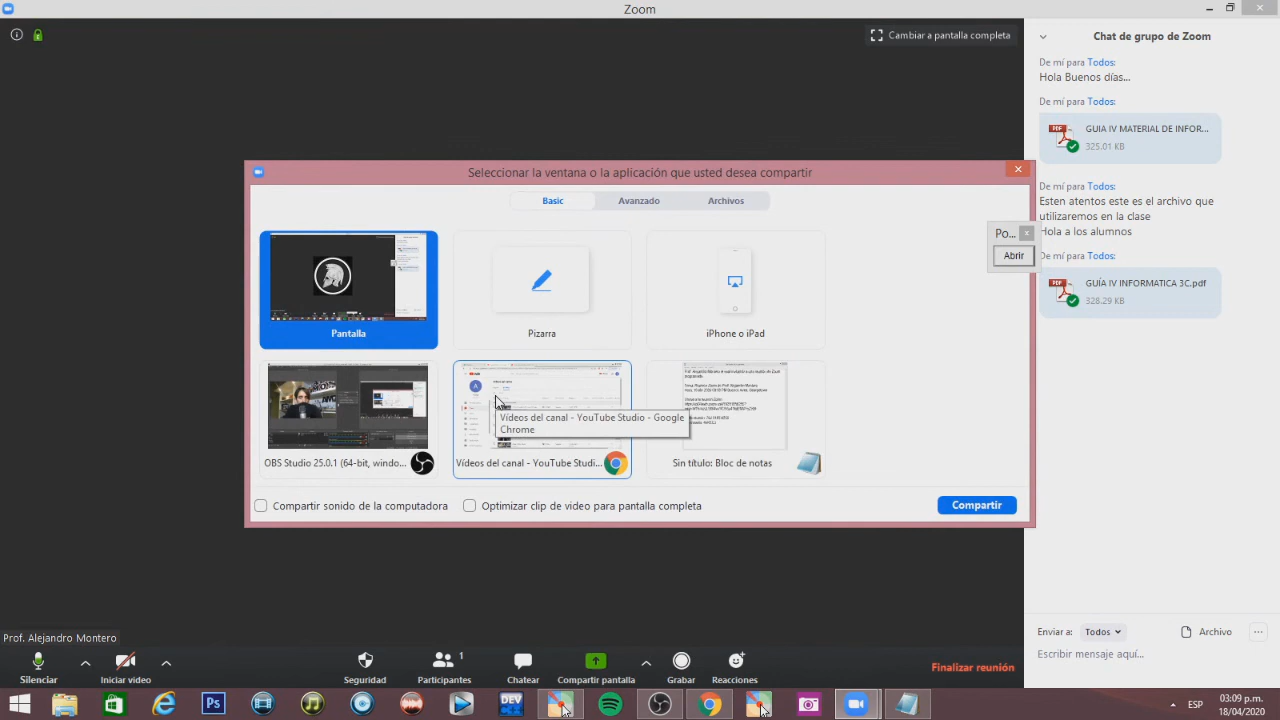 Zoom
Cambiar a pantalla completa
Chat de grupo de Zoom
De mí para Todos:
Hola Buenos días...
De mí para Todos:
PDF
GUIA IV MATERIAL DE INFOR...
325.01 KB
De mí para Todos:
Esten atentos este es el archivo que
utilizaremos en la clase
Hola a los alumnos
De mí para Todos:
PDF
GUÍA IV INFORMATICA 3C.pdf
328.29 KB
Seleccionar la ventana o la aplicación que usted desea compartir
Basic
Avanzado
Archivos
Po...
Abrir
Pantalla
Pizarra
iPhone o iPad
Vídeos del canal - YouTube Studio - Google
Chrome
OBS Studio 25.0.1 (64-bit, windo...
Vídeos del canal - YouTube Studi...
Sin título: Bloc de notas
Compartir sonido de la computadora
Optimizar clip de video para pantalla completa
Compartir
Prof. Alejandro Montero
Enviar a:
Todos
Archivo
Escribir mensaje aquí...
Silenciar
Iniciar video
Seguridad
1
Participantes
Chatear
Compartir pantalla
Grabar
Reacciones
Finalizar reunión
Ps
DEV
ESP
03:09 p.m.
18/04/2020